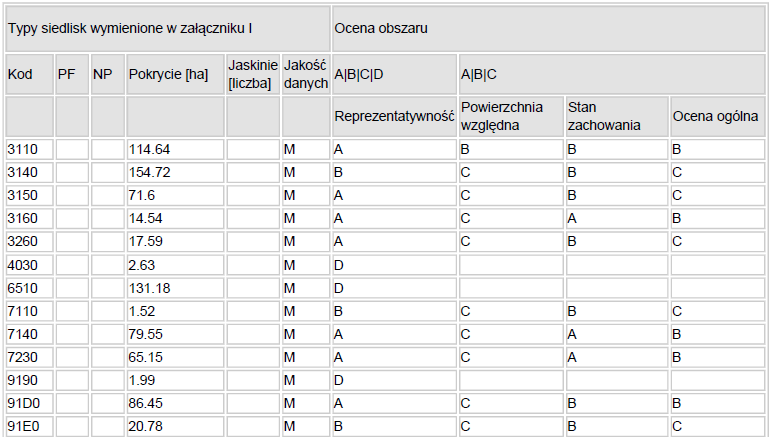 Typy siedlisk wymienione w załączniku I Ocena obszaru
Kod PF NP Pokrycie [ha] Jaskinie [liczba] Jakość danych A|B|C|D A|B|C
Reprezentatywność Powierzchnia względna Stan zachowania Ocena ogólna
3110 114.64 M A B B B
3140 154.72 M B C B C
3150 71.6 M A C B C
3160 14.54 M A C A B
3260 17.59 M A C B C
4030 2.63 M D
6510 131.18 M D
7110 1.52 M B C B C
7140 79.55 M A C A B
7230 65.15 M A C A B
9190 1.99 M D
91D0 86.45 M A C B B
91E0 20.78 M B C B C